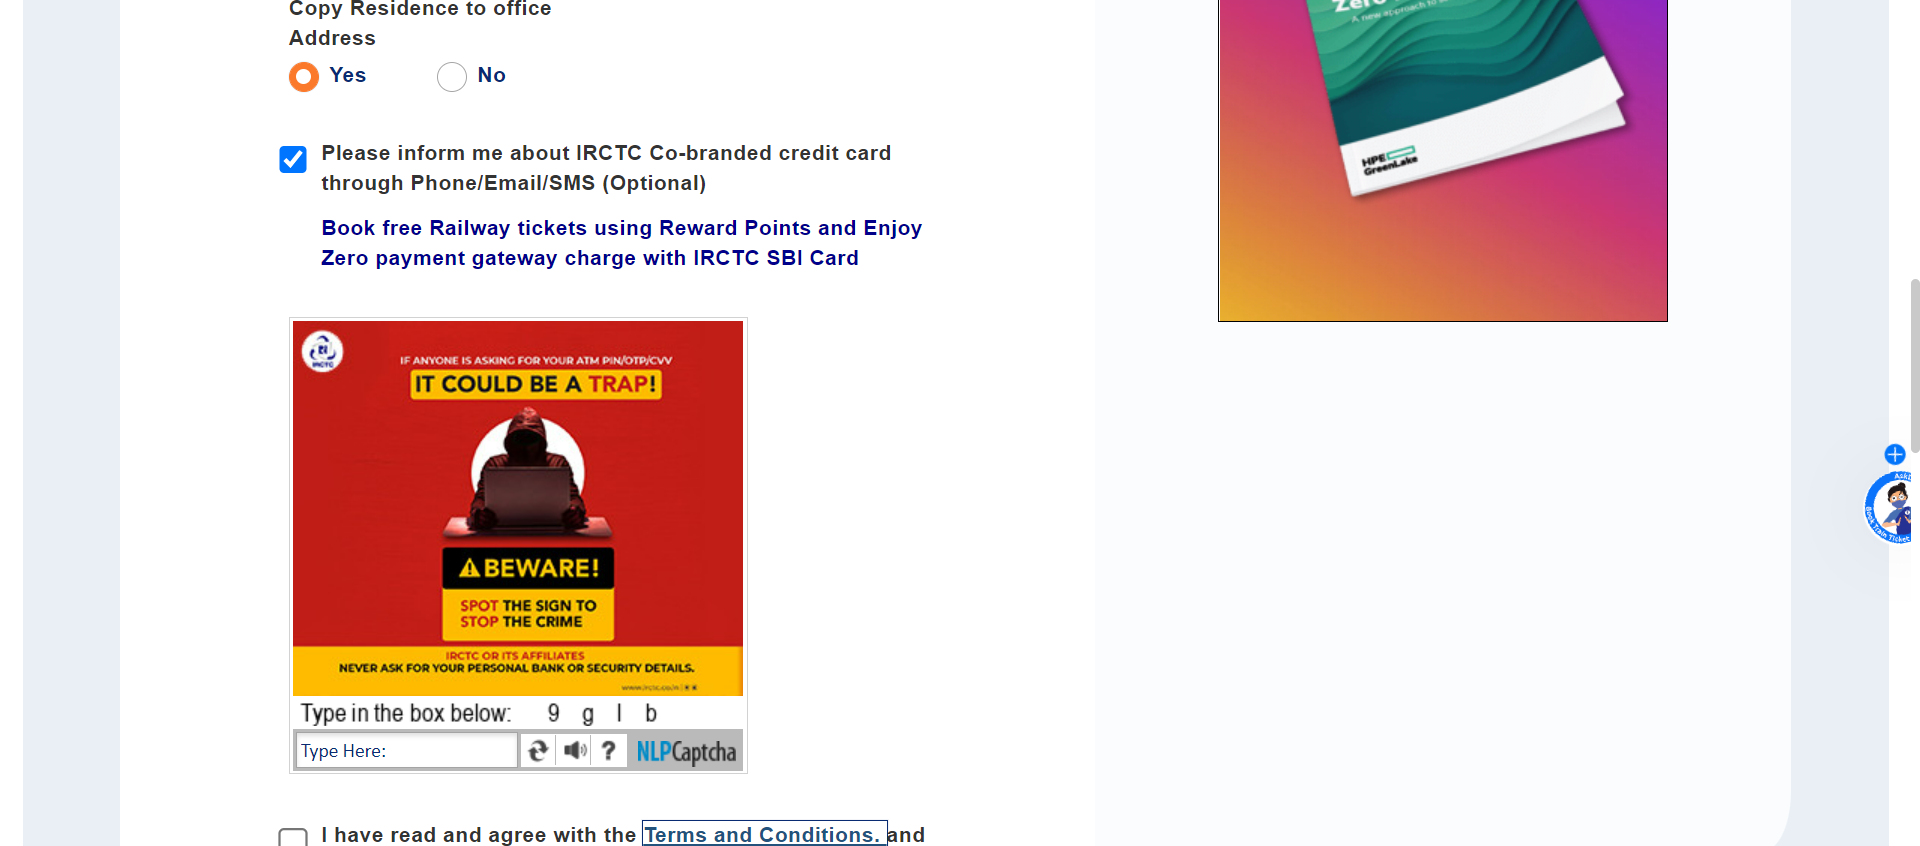 Copy Residence to office
Address
Yes No
Please inform me about IRCTC Co-branded credit card
through Phone/Email/SMS (Optional)
Book free Railway tickets using Reward Points and Enjoy
Zero payment gateway charge with IRCTC SBI Card
IRCTC
IF ANYONE IS ASKING FOR YOUR ATM PIN/OTP/CVV
IT COULD BE A TRAP!
BEWARE!
SPOT THE SIGN TO
STOP THE CRIME
IRCTC OR ITS AFFILIATES
NEVER ASK FOR YOUR PERSONAL BANK OR SECURITY DETAILS.
www.irctc.co.in
Type in the box below: 9 g l b
Type Here: ? NLPCaptcha
I have read and agree with the Terms and Conditions. and
A new approach to
HPE
GreenLake
Book Train Ticket